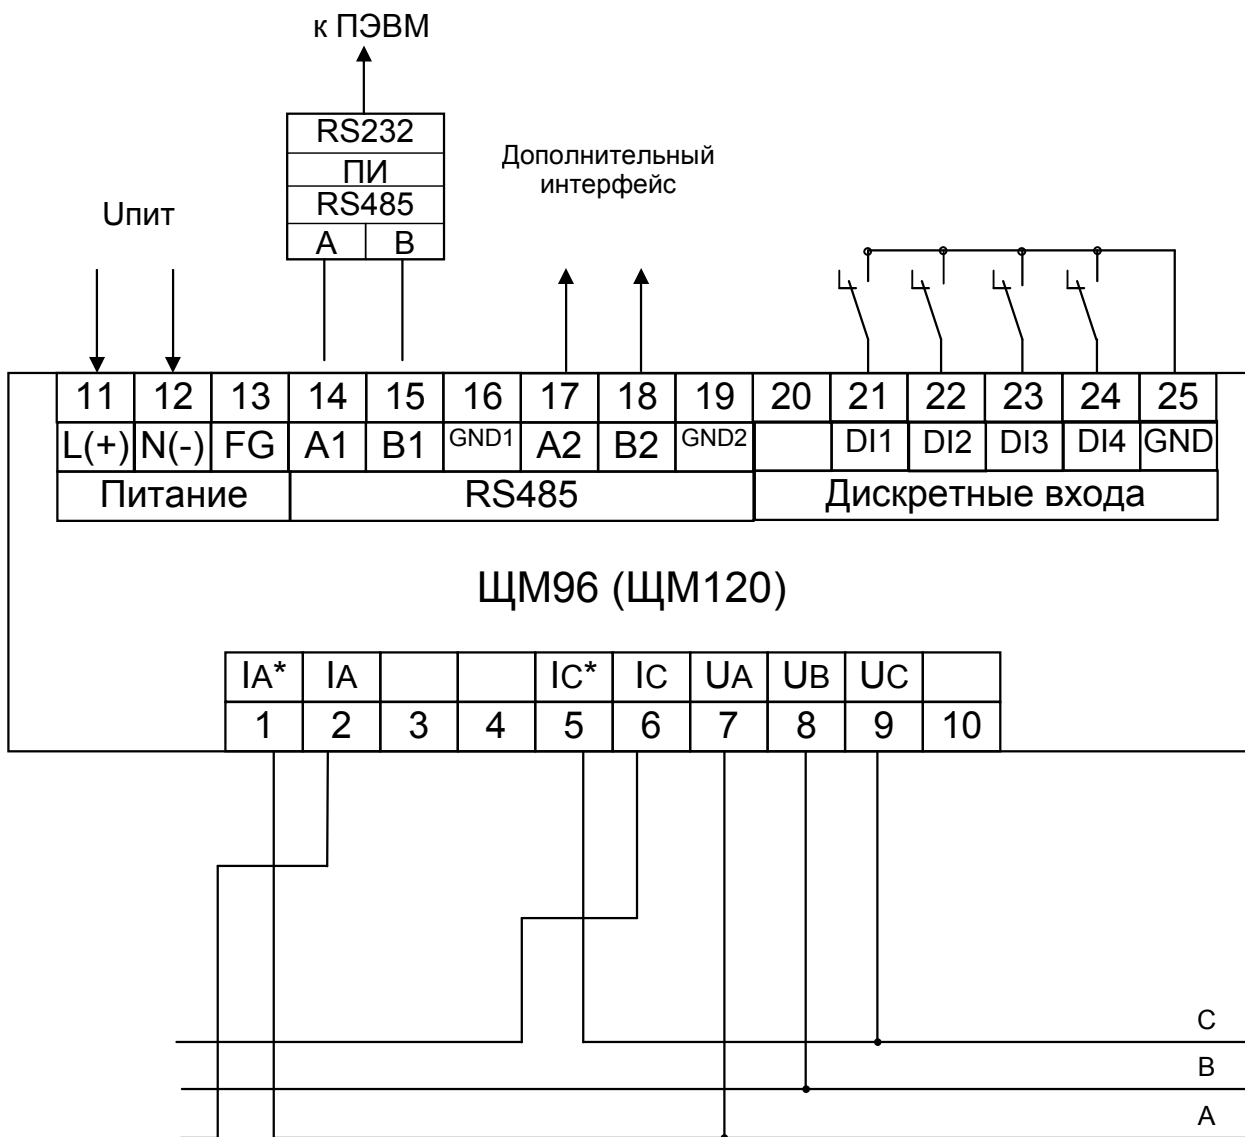 к ПЭВМ
RS232
ПИ
RS485
A B
Дополнительный
интерфейс
Uпит
11 12 13 14 15 16 17 18 19 20 21 22 23 24 25
L(+) N(-) FG A1 B1 GND1 A2 B2 GND2 DI1 DI2 DI3 DI4 GND
Питание RS485 Дискретные входа
ЩМ96 (ЩМ120)
IA* IA IC* IC UA UB UC
1 2 3 4 5 6 7 8 9 10
C
B
A